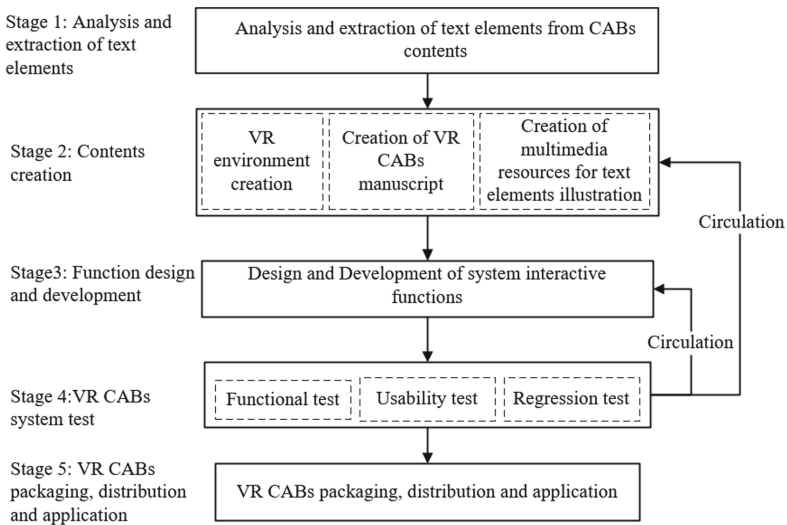 Stage 1: Analysis and
extraction of text
elements
Analysis and extraction of text elements from CABs
contents
Stage 2: Contents
creation
VR
environment
creation
Creation of VR
CABs
manuscript
Creation of
multimedia
resources for text
elements illustration
Circulation
Stage3: Function design
and development
Design and Development of system interactive
functions
Circulation
Stage 4:VR CABs
system test
Functional test
Usability test
Regression test
Stage 5: VR CABs
packaging, distribution
and application
VR CABs packaging, distribution and application